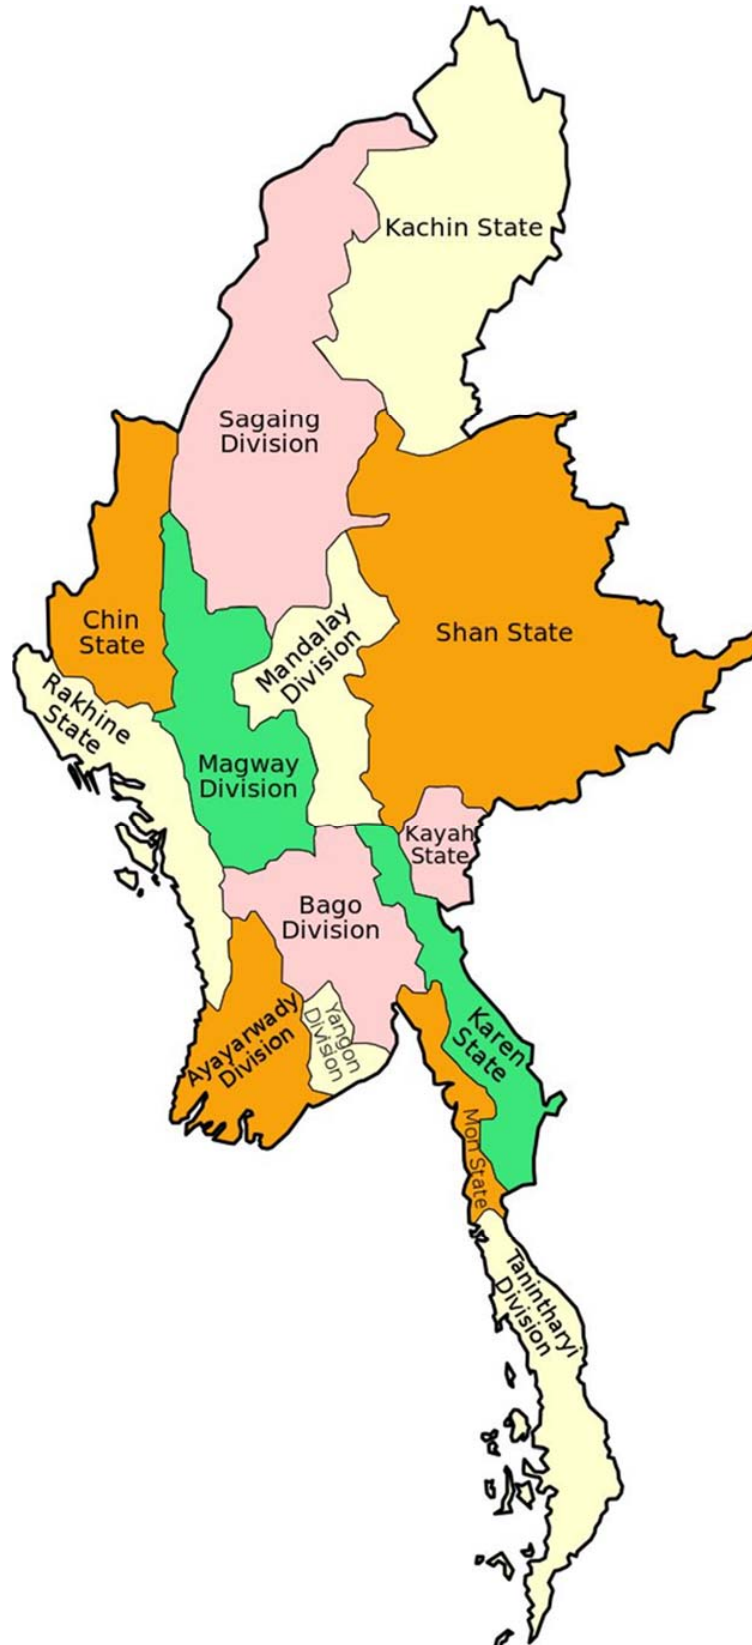 Kachin State
Sagaing
Division
Chin
State
Shan State
Mandalay
Division
Rakhine
State
Magway
Division
Kayah
State
Bago
Division
Ayayarwady
Division
Yangon
Division
Karen
State
Mon State
Tanintharyi
Division